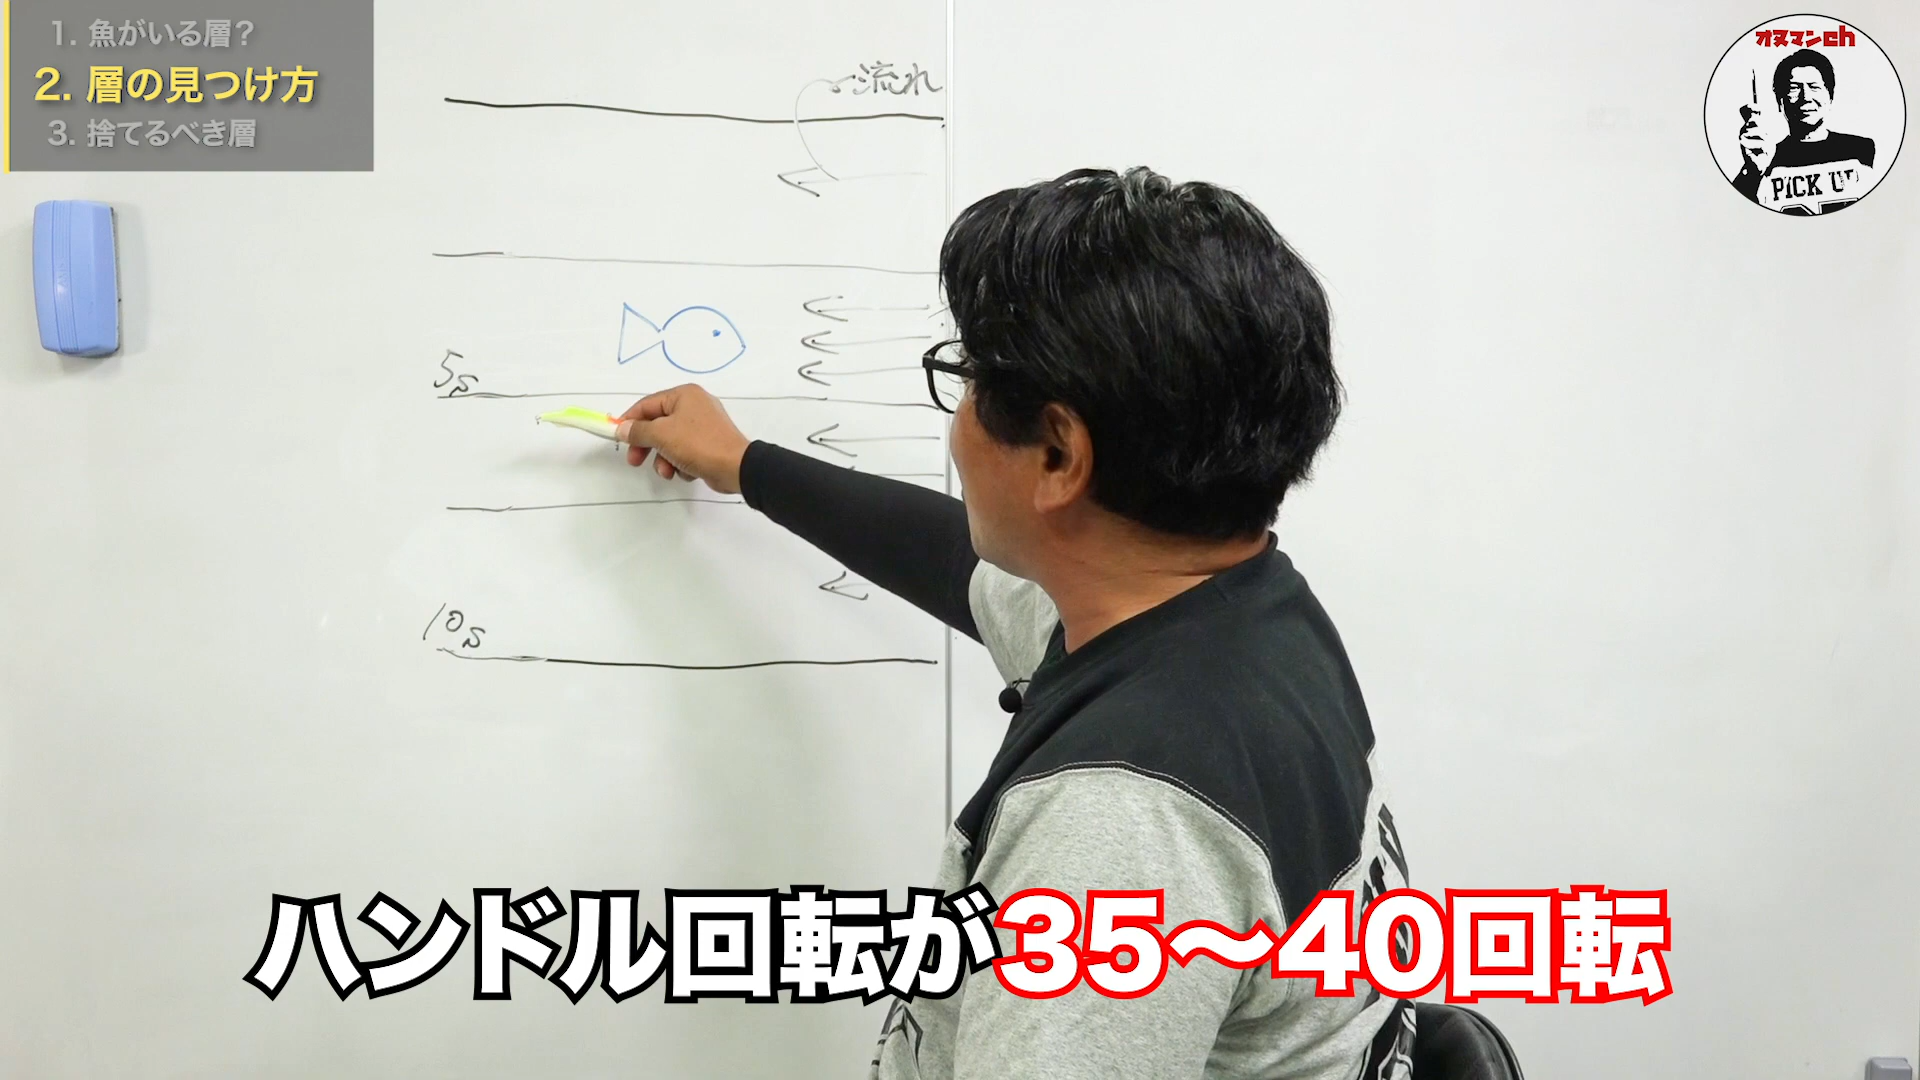 1. 魚がいる層？
2. 層の見つけ方
3. 捨てるべき層
オヌマンch
PICK UP
流れ
5s
10s
ハンドル回転が35〜40回転